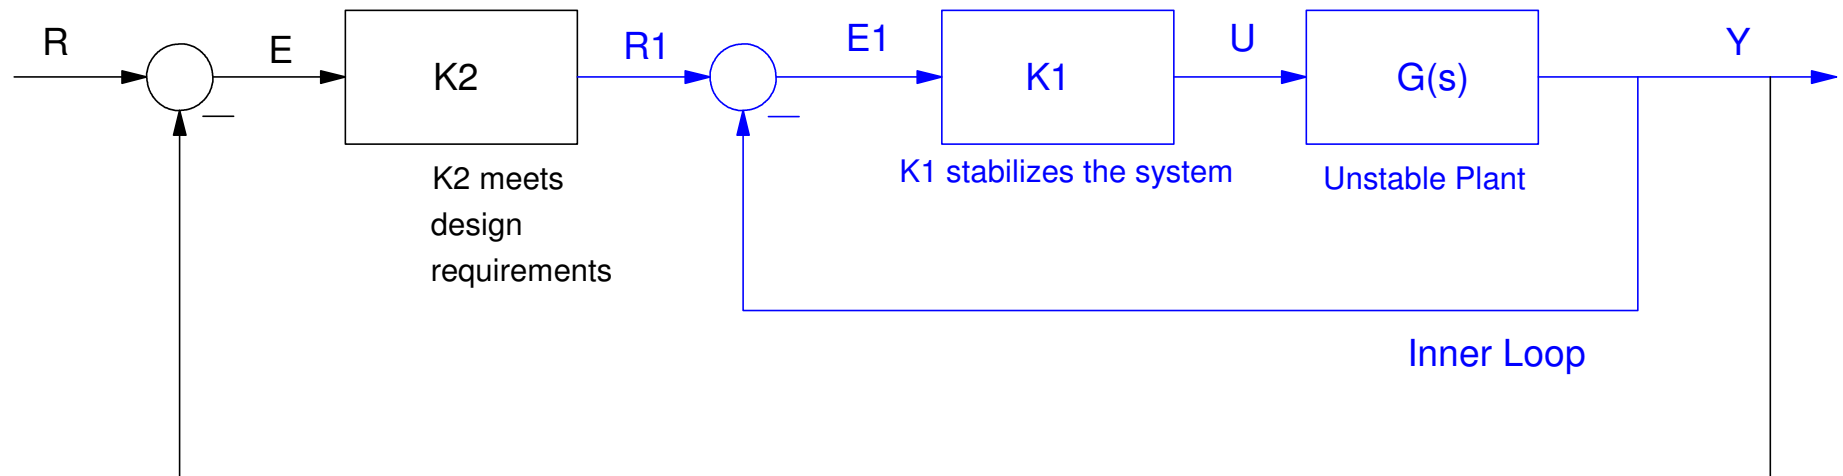 R
E
K2
R1
E1
K1
U
G(s)
Y
K2 meets
design
requirements
K1 stabilizes the system
Unstable Plant
Inner Loop